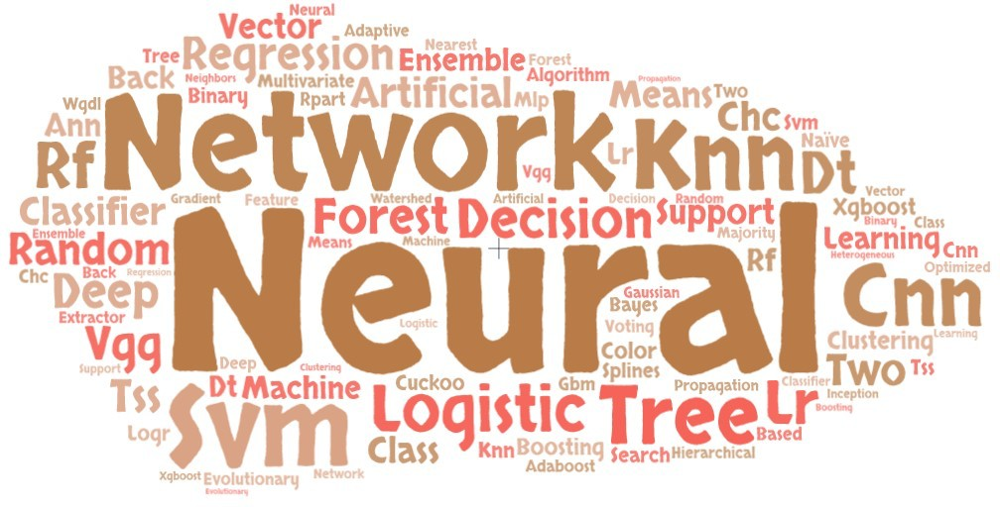 Neural
Vector Adaptive
Tree Regression Nearest
Ensemble Forest
Back Neighbors Multivariate Algorithm Propagation
Wqdl Binary Rpart Artificial Mlp Means Two
Ann Network Chc Svm
Rf Vgg Lr Knn Naïve
Dt
Classifier Gradient Feature Watershed Artificial Decision Random Vector
Forest Decision Support Xgboost
Ensemble Binary Class
Random Means Machine Majority Learning
Chc Back Regression Neural Rf Heterogeneous Cnn
Deep Gaussian Cnn Optimized
Extractor Logistic Bayes
Vgg Voting Clustering Learning
Support Deep Clustering Color Two Tss
Splines
Tss Dt Machine Cuckoo Gbm Propagation Classifier Inception
Svm Logistic Tree Lr Boosting
Logr Class Knn Boosting Based
Adaboost Search Hierarchical
Xgboost Evolutionary Network
Evolutionary